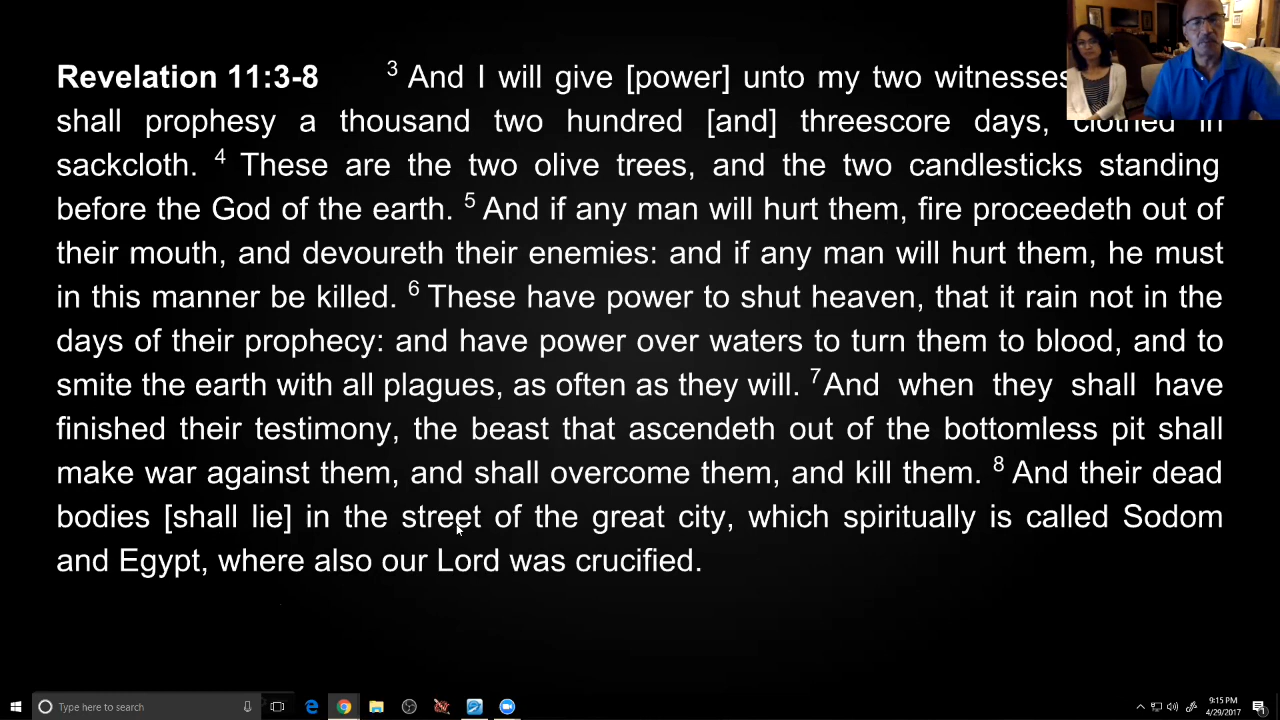 Revelation 11:3-8 3 And I will give [power] unto my two witnesses
shall prophesy a thousand two hundred [and] threescore days, clothed in
sackcloth. 4 These are the two olive trees, and the two candlesticks standing
before the God of the earth. 5 And if any man will hurt them, fire proceedeth out of
their mouth, and devoureth their enemies: and if any man will hurt them, he must
in this manner be killed. 6 These have power to shut heaven, that it rain not in the
days of their prophecy: and have power over waters to turn them to blood, and to
smite the earth with all plagues, as often as they will. 7 And when they shall have
finished their testimony, the beast that ascendeth out of the bottomless pit shall
make war against them, and shall overcome them, and kill them. 8 And their dead
bodies [shall lie] in the street of the great city, which spiritually is called Sodom
and Egypt, where also our Lord was crucified.
Type here to search
9:15 PM
4/29/2017